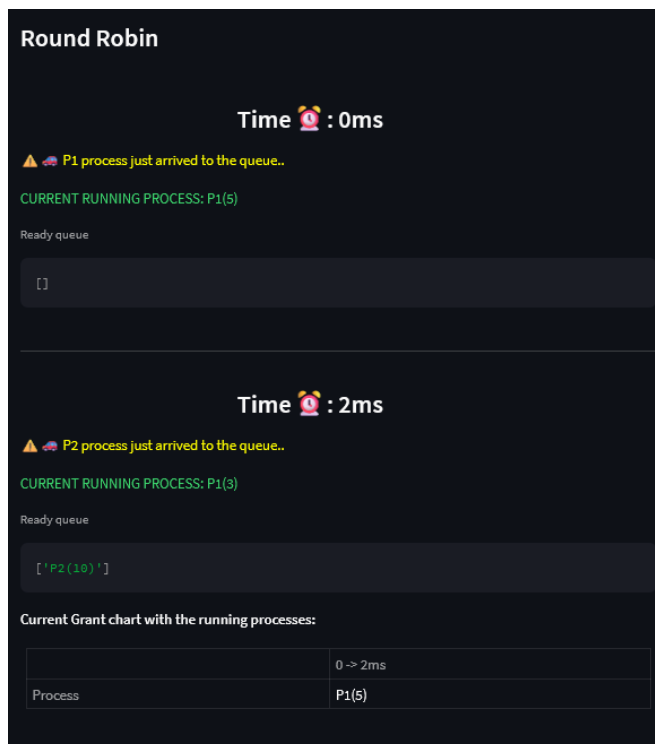 Round Robin
Time ⏰ : 0ms
⚠️ 🚗 P1 process just arrived to the queue..
CURRENT RUNNING PROCESS: P1(5)
Ready queue
[]
Time ⏰ : 2ms
⚠️ 🚗 P2 process just arrived to the queue..
CURRENT RUNNING PROCESS: P1(3)
Ready queue
['P2(10)']
Current Grant chart with the running processes:
0 -> 2ms
Process P1(5)